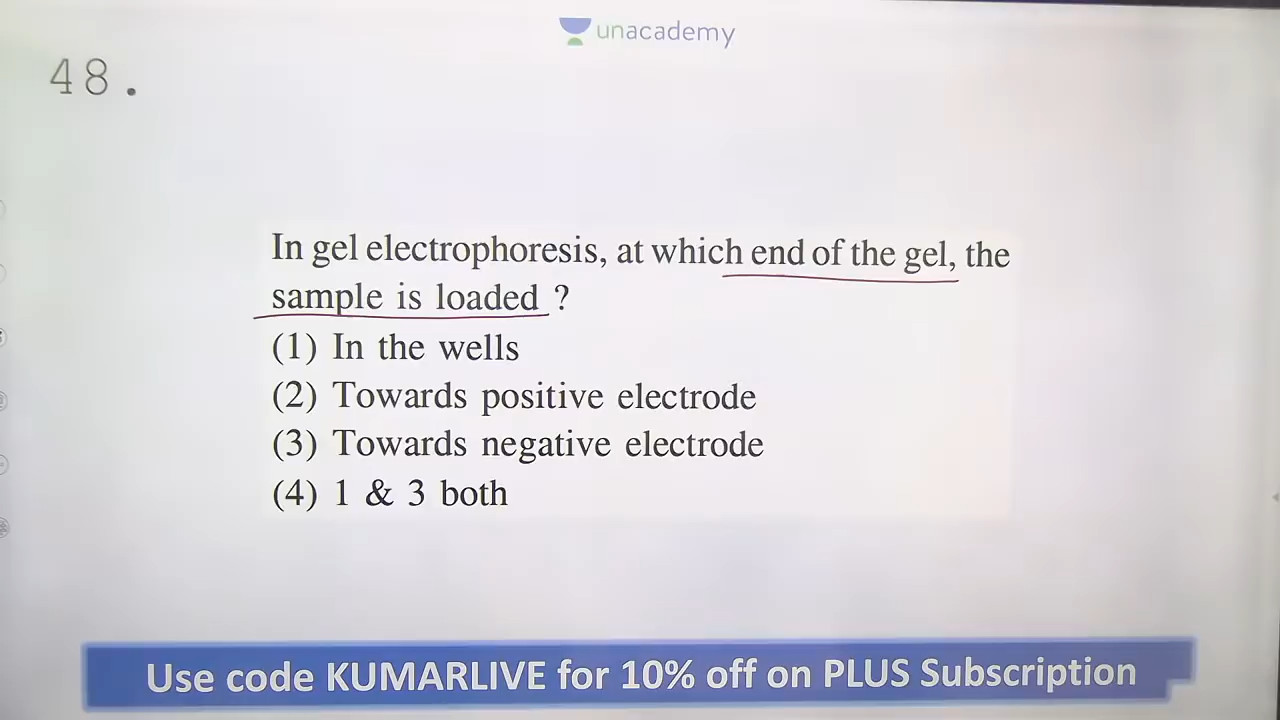 unacademy
48.
In gel electrophoresis, at which end of the gel, the
sample is loaded ?
(1) In the wells
(2) Towards positive electrode
(3) Towards negative electrode
(4) 1 & 3 both
Use code KUMARLIVE for 10% off on PLUS Subscription